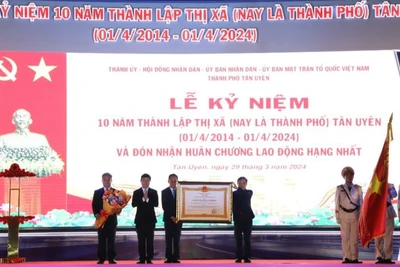 KỶ NIỆM 10 NĂM THÀNH LẬP THỊ XÃ (NAY LÀ THÀNH PHỐ) TÂN
(01/4/2014 - 01/4/2024)
THÀNH ỦY - HỘI ĐỒNG NHÂN DÂN - ỦY BAN NHÂN DÂN - ỦY BAN MẶT TRẬN TỔ QUỐC VIỆT NAM
THÀNH PHỐ TÂN UYÊN
LỄ KỶ NIỆM
10 NĂM THÀNH LẬP THỊ XÃ (NAY LÀ THÀNH PHỐ) TÂN UYÊN
(01/4/2014 - 01/4/2024)
VÀ ĐÓN NHẬN HUÂN CHƯƠNG LAO ĐỘNG HẠNG NHẤT
Tân Uyên, ngày 29 tháng 3 năm 2024